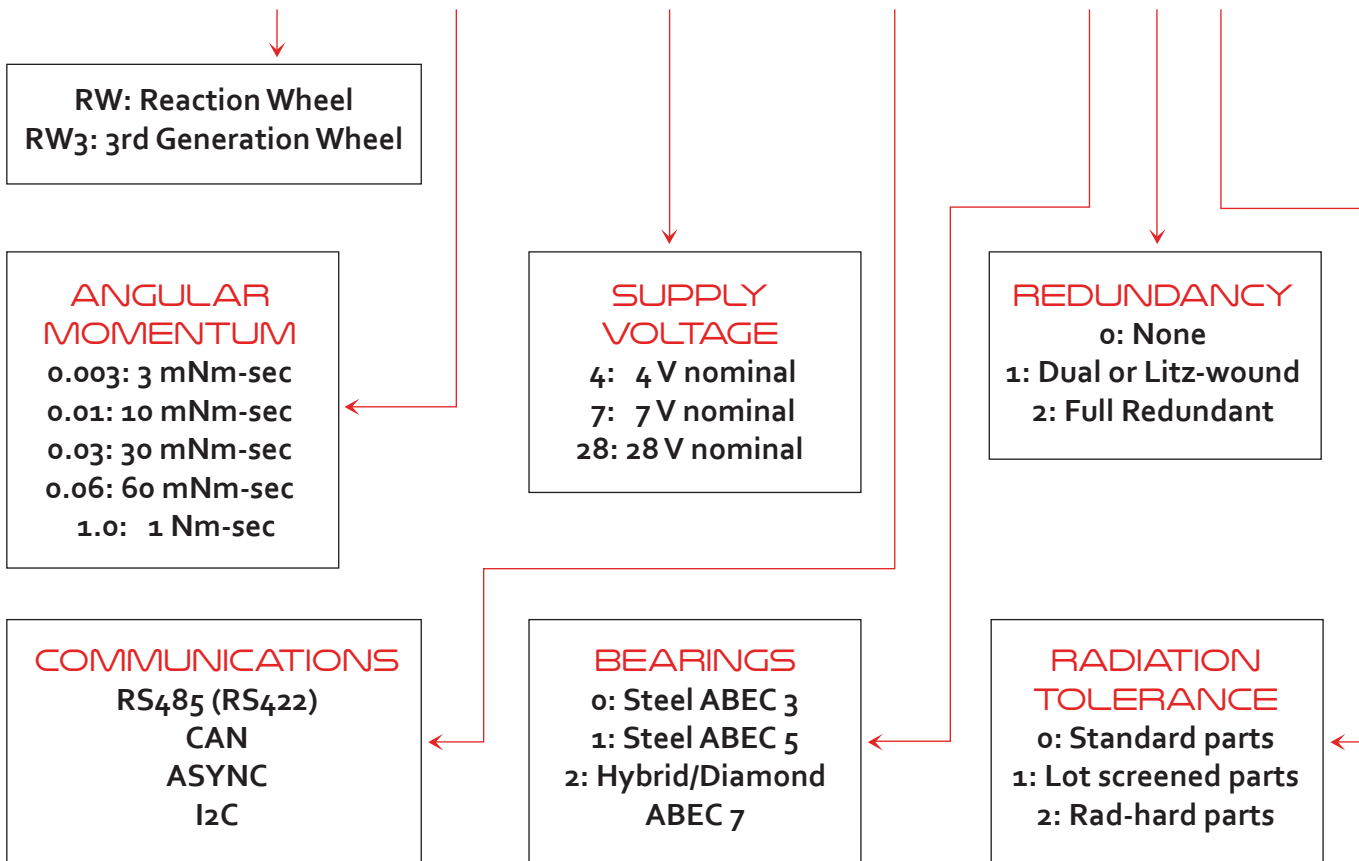 RW: Reaction Wheel
RW3: 3rd Generation Wheel
ANGULAR
MOMENTUM
0.003: 3 mNm-sec
0.01: 10 mNm-sec
0.03: 30 mNm-sec
0.06: 60 mNm-sec
1.0: 1 Nm-sec
SUPPLY
VOLTAGE
4: 4 V nominal
7: 7 V nominal
28: 28 V nominal
REDUNDANCY
0: None
1: Dual or Litz-wound
2: Full Redundant
COMMUNICATIONS
RS485 (RS422)
CAN
ASYNC
I2C
BEARINGS
0: Steel ABEC 3
1: Steel ABEC 5
2: Hybrid/Diamond
ABEC 7
RADIATION
TOLERANCE
0: Standard parts
1: Lot screened parts
2: Rad-hard parts